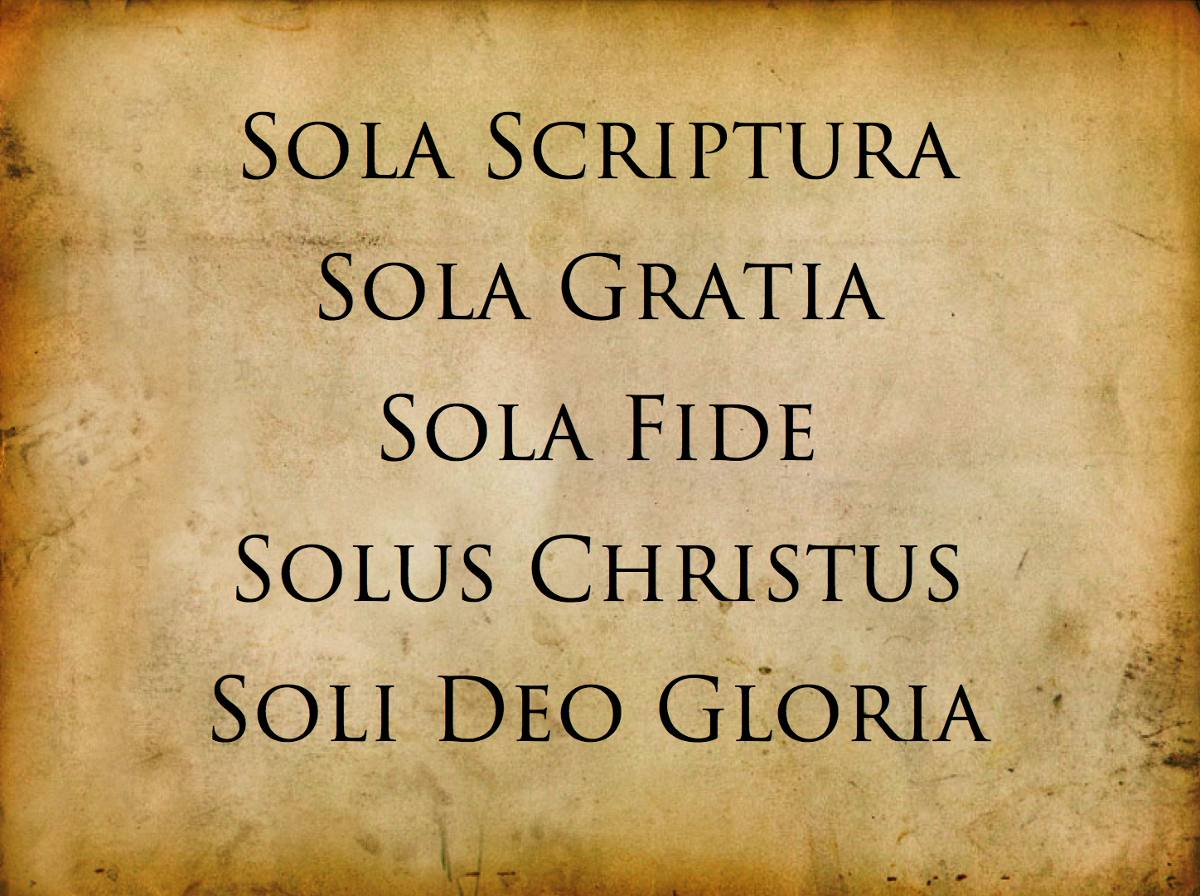 Sola Scriptura
Sola Gratia
Sola Fide
Solus Christus
Soli Deo Gloria